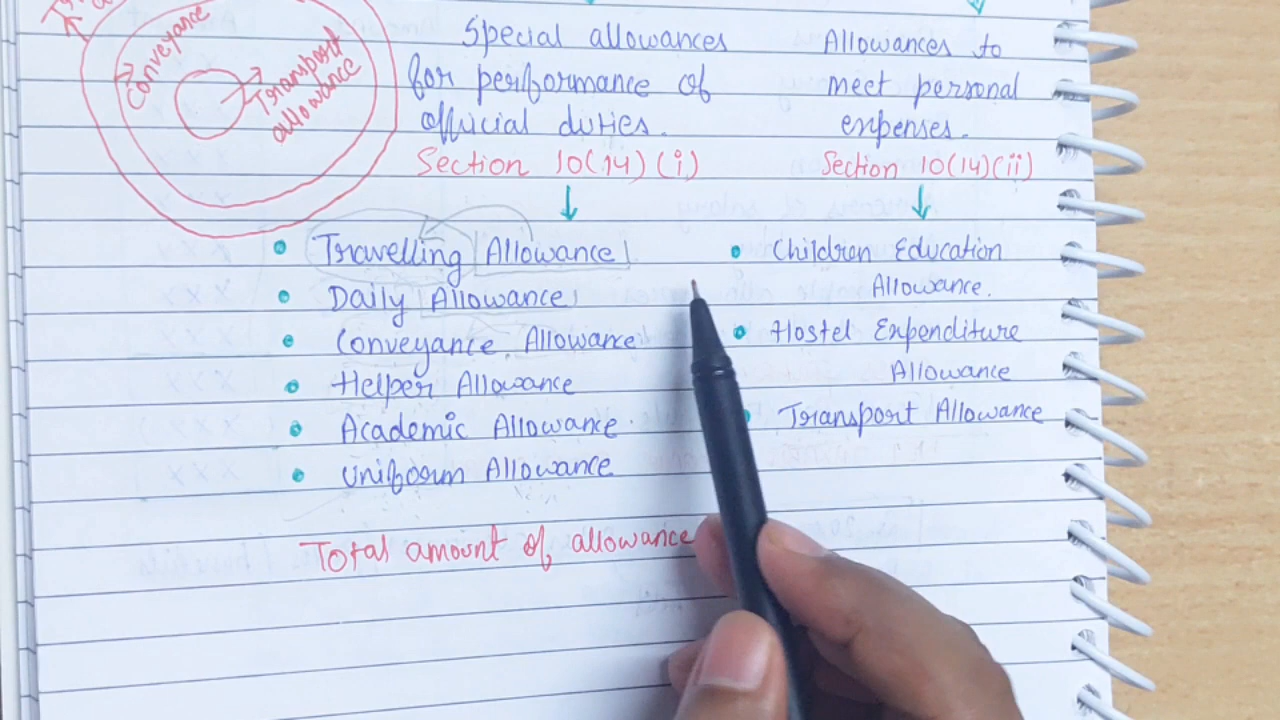 Conveyance
Transport
allowance
Special allowances
for performance of
official duties.
Section 10(14)(i)
• Travelling Allowance
• Daily Allowance
• Conveyance Allowance
• Helper Allowance
• Academic Allowance
• Uniform Allowance
Total amount of allowance
Allowances to
meet personal
expenses.
Section 10(14)(ii)
• Children Education
Allowance.
• Hostel Expenditure
Allowance
• Transport Allowance